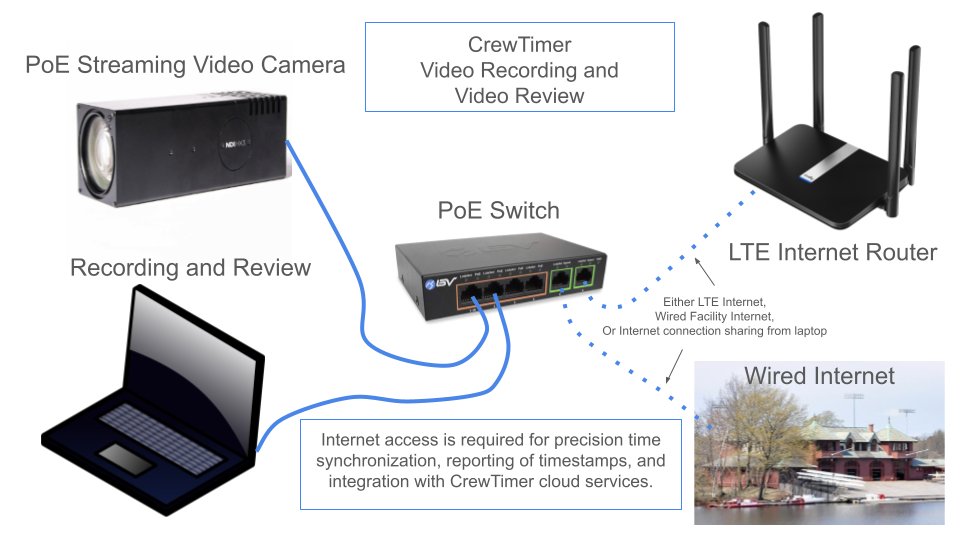 CrewTimer
Video Recording and
Video Review
PoE Streaming Video Camera
PoE Switch
LTE Internet Router
Recording and Review
Either LTE Internet,
Wired Facility Internet,
Or Internet connection sharing from laptop
Wired Internet
Internet access is required for precision time
synchronization, reporting of timestamps, and
integration with CrewTimer cloud services.